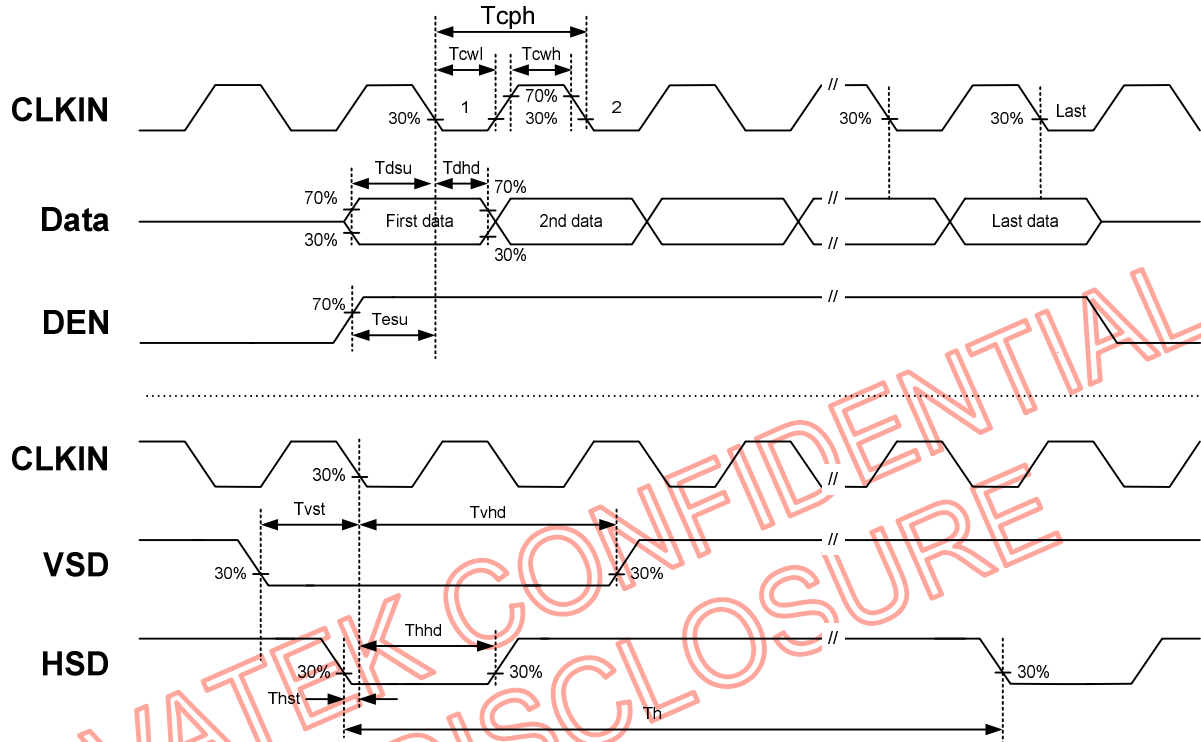 Tcph
Tcwl Tcwh
CLKIN
1 70% 2 //
30% 30% 30% 30% Last
Tdsu Tdhd
70% 70% //
Data First data 2nd data Last data
30% 30% //
70% //
DEN
Tesu
CLKIN
30% //
Tvst Tvhd
VSD //
30% 30%
Thhd //
HSD
30% 30% 30%
Thst
Th
CONFIDENTIAL
DISCLOSURE